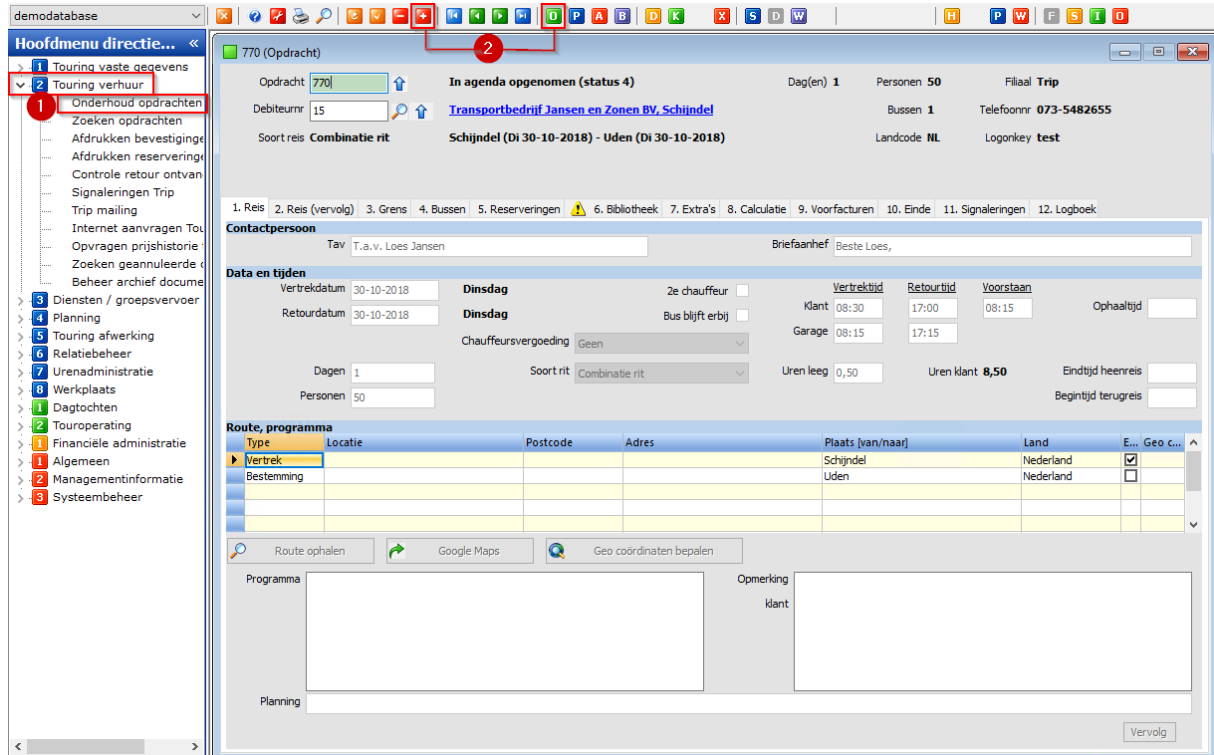 demodatabase
O P A B D K X S D W H P W F S I O
Hoofdmenu directie... «
1 Touring vaste gegevens
2 Touring verhuur
1
Onderhoud opdrachten
Zoeken opdrachten
Afdrukken bevestiginge
Afdrukken reserveringe
Controle retour ontvan
Signaleringen Trip
Trip mailing
Internet aanvragen Tou
Opvragen prijshistorie
Zoeken geannuleerde
Beheer archief docume
3 Diensten / groepsvervoer
4 Planning
5 Touring afwerking
6 Relatiebeheer
7 Urenadministratie
8 Werkplaats
1 Dagtochten
2 Touroperating
1 Financiële administratie
1 Algemeen
2 Managementinformatie
3 Systeembeheer
2
770 (Opdracht)
Opdracht 770 In agenda opgenomen (status 4) Dag(en) 1 Personen 50 Filiaal Trip
Debiteurnr 15 Transportbedrijf Jansen en Zonen BV, Schijndel Bussen 1 Telefoonnr 073-5482655
Soort reis Combinatie rit Schijndel (Di 30-10-2018) - Uden (Di 30-10-2018) Landcode NL Logonkey test
1. Reis 2. Reis (vervolg) 3. Grens 4. Bussen 5. Reserveringen 6. Bibliotheek 7. Extra's 8. Calculatie 9. Voorfacturen 10. Einde 11. Signaleringen 12. Logboek
Contactpersoon
Tav T.a.v. Loes Jansen Briefaanhef Beste Loes,
Data en tijden
Vertrekdatum 30-10-2018 Dinsdag 2e chauffeur Vertrektijd Retourtijd Voorstaan
Klant 08:30 17:00 08:15 Ophaaltijd
Retourdatum 30-10-2018 Dinsdag Bus blijft erbij
Garage 08:15 17:15
Chauffeursvergoeding Geen
Dagen 1 Soort rit Combinatie rit Uren leeg 0,50 Uren klant 8,50 Eindtijd heenreis
Personen 50 Begintijd terugreis
Route, programma
Type Locatie Postcode Adres Plaats [van/naar] Land E... Geo c...
Vertrek Schijndel Nederland
Bestemming Uden Nederland
Route ophalen Google Maps Geo coördinaten bepalen
Programma Opmerking
klant
Planning
Vervolg